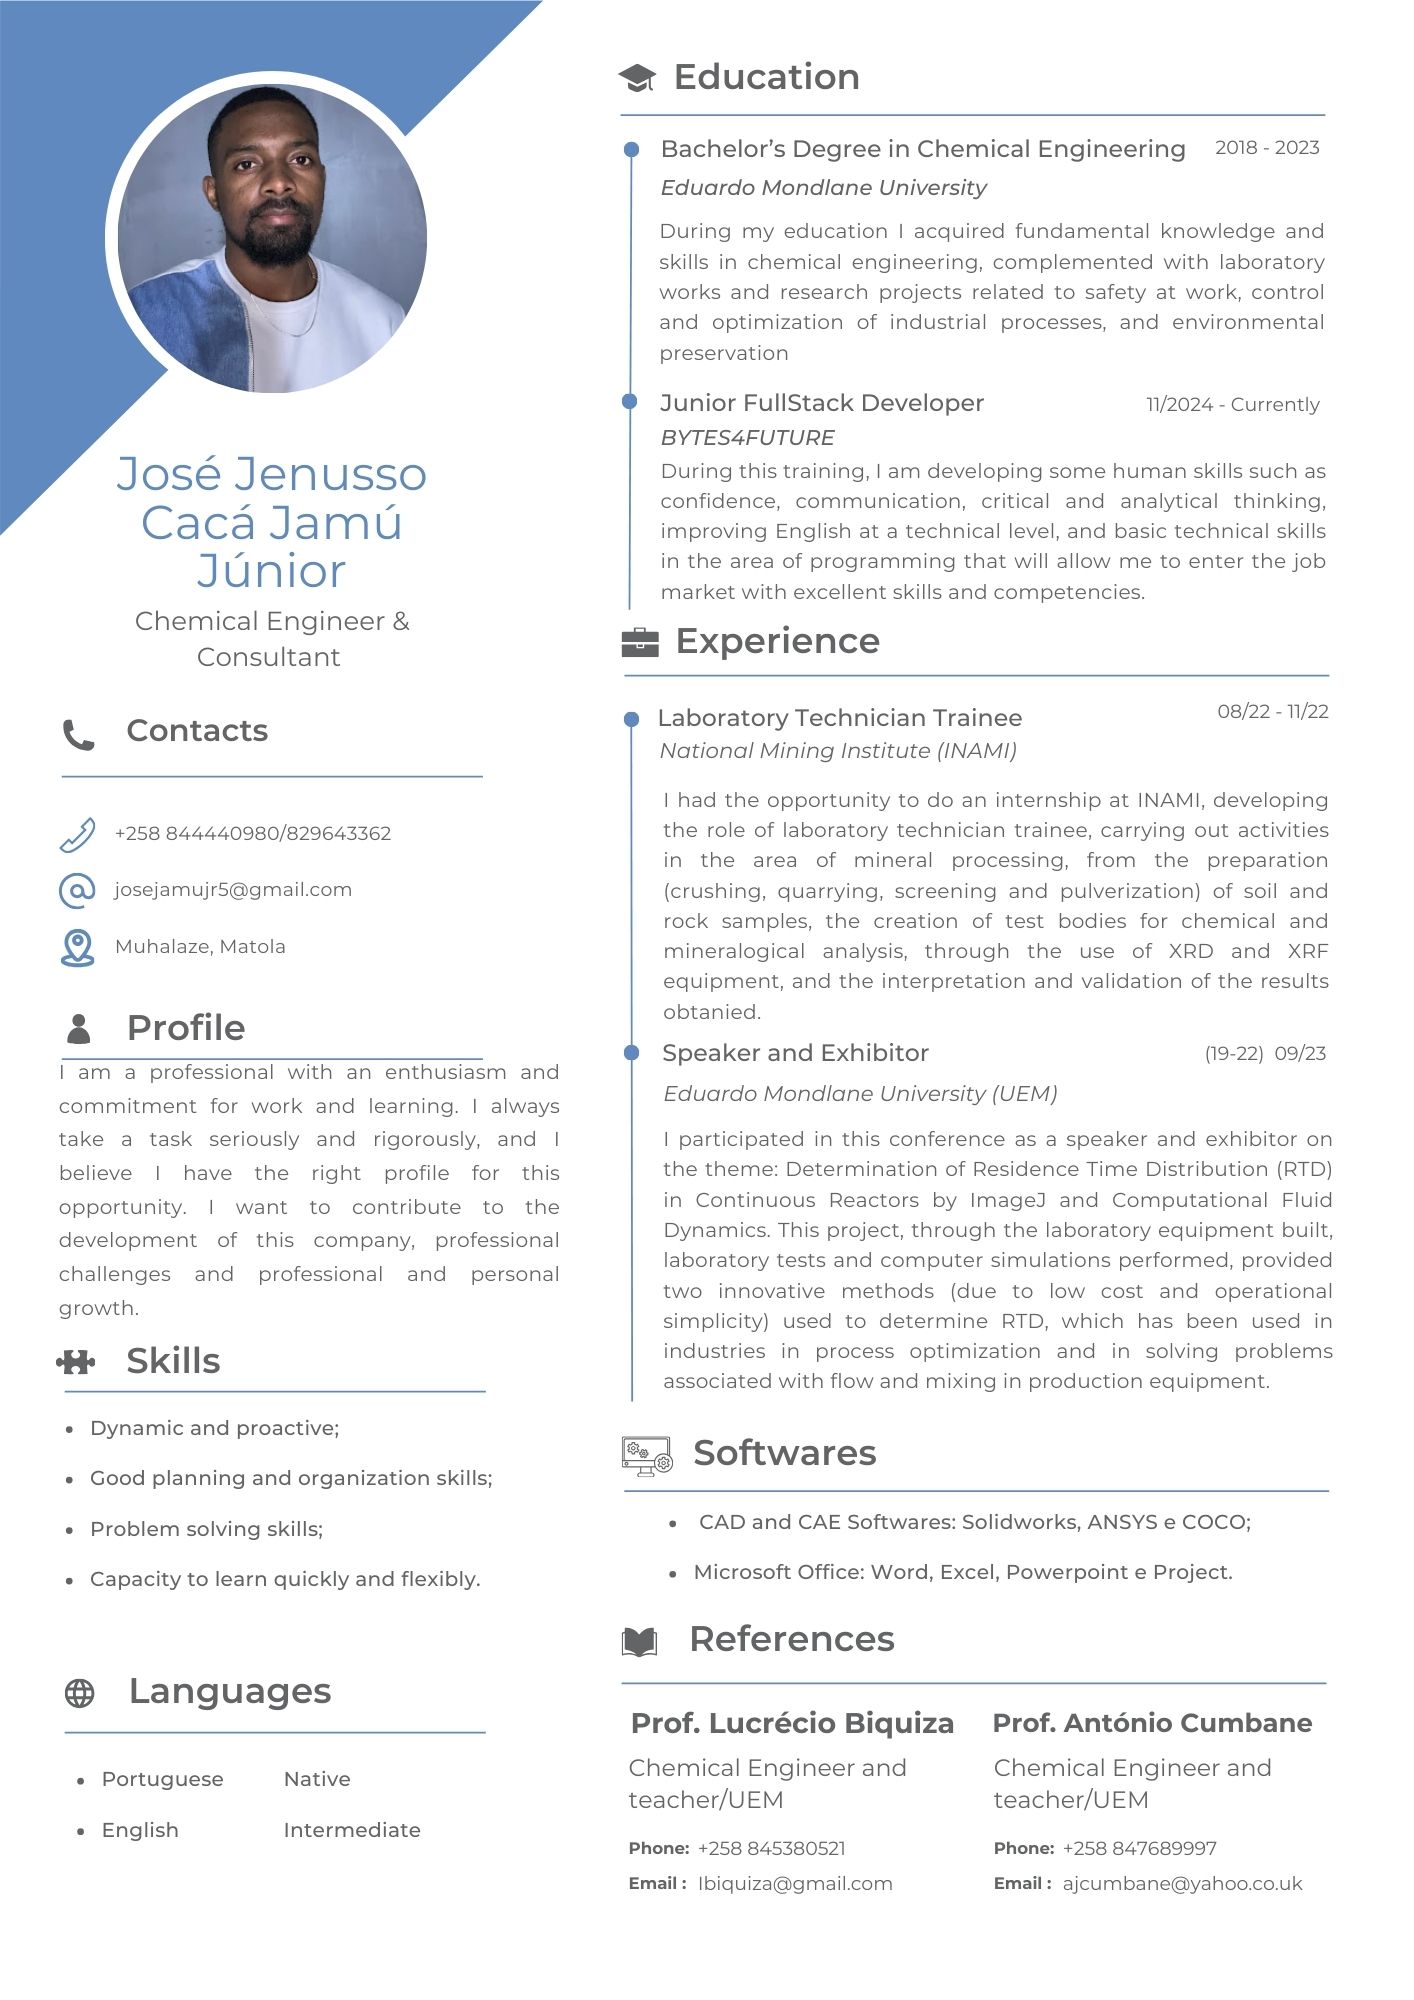 José Jenusso
Cacá Jamú
Júnior
Chemical Engineer &
Consultant
Contacts
+258 844440980/829643362
josejamujr5@gmail.com
Muhalaze, Matola
Profile
I am a professional with an enthusiasm and
commitment for work and learning. I always
take a task seriously and rigorously, and I
believe I have the right profile for this
opportunity. I want to contribute to the
development of this company, professional
challenges and professional and personal
growth.
Skills
• Dynamic and proactive;
• Good planning and organization skills;
• Problem solving skills;
• Capacity to learn quickly and flexibly.
Languages
• Portuguese Native
• English Intermediate
Education
Bachelor's Degree in Chemical Engineering 2018 - 2023
Eduardo Mondlane University
During my education I acquired fundamental knowledge and
skills in chemical engineering, complemented with laboratory
works and research projects related to safety at work, control
and optimization of industrial processes, and environmental
preservation
Junior FullStack Developer 11/2024 - Currently
BYTES4FUTURE
During this training, I am developing some human skills such as
confidence, communication, critical and analytical thinking,
improving English at a technical level, and basic technical skills
in the area of programming that will allow me to enter the job
market with excellent skills and competencies.
Experience
Laboratory Technician Trainee 08/22 - 11/22
National Mining Institute (INAMI)
I had the opportunity to do an internship at INAMI, developing
the role of laboratory technician trainee, carrying out activities
in the area of mineral processing, from the preparation
(crushing, quarrying, screening and pulverization) of soil and
rock samples, the creation of test bodies for chemical and
mineralogical analysis, through the use of XRD and XRF
equipment, and the interpretation and validation of the results
obtanied.
Speaker and Exhibitor (19-22) 09/23
Eduardo Mondlane University (UEM)
I participated in this conference as a speaker and exhibitor on
the theme: Determination of Residence Time Distribution (RTD)
in Continuous Reactors by ImageJ and Computational Fluid
Dynamics. This project, through the laboratory equipment built,
laboratory tests and computer simulations performed, provided
two innovative methods (due to low cost and operational
simplicity) used to determine RTD, which has been used in
industries in process optimization and in solving problems
associated with flow and mixing in production equipment.
Softwares
• CAD and CAE Softwares: Solidworks, ANSYS e COCO;
• Microsoft Office: Word, Excel, Powerpoint e Project.
References
Prof. Lucrécio Biquiza
Chemical Engineer and
teacher/UEM
Phone: +258 845380521
Email : lbiquiza@gmail.com
Prof. António Cumbane
Chemical Engineer and
teacher/UEM
Phone: +258 847689997
Email : ajcumbane@yahoo.co.uk